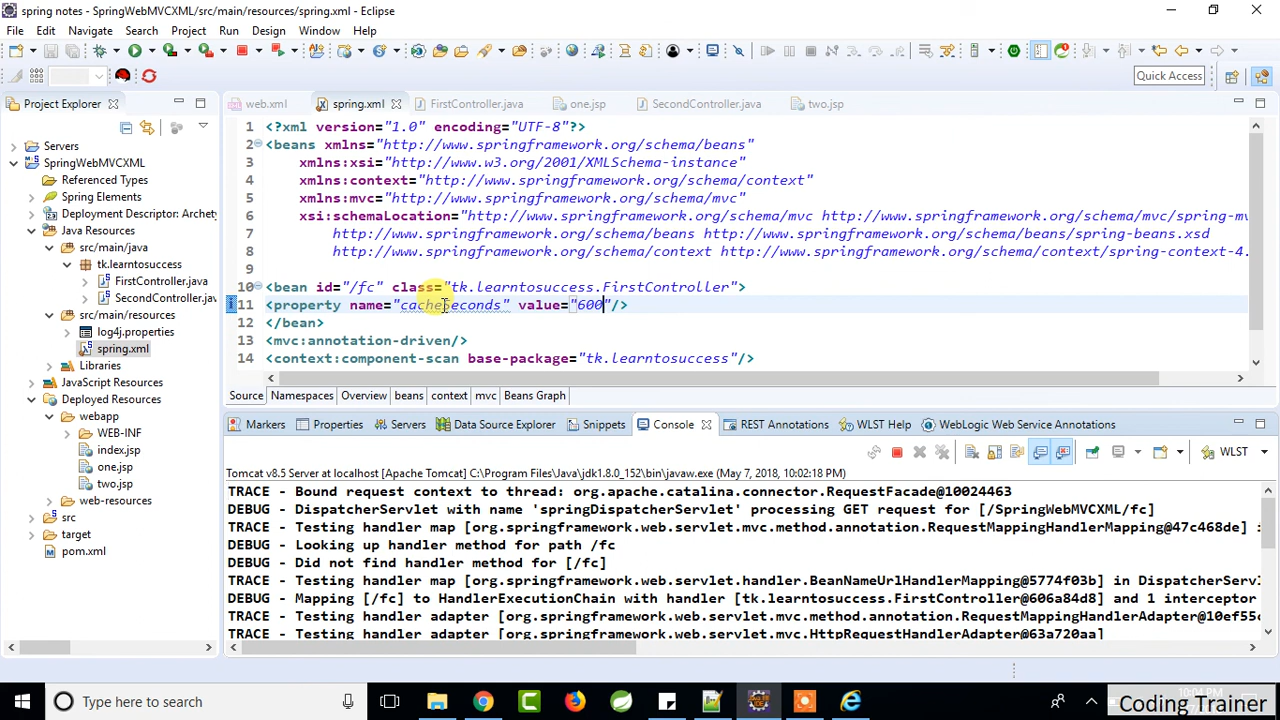 spring notes - SpringWebMVCXML/src/main/resources/spring.xml - Eclipse
File Edit Navigate Search Project Run Design Window Help
Quick Access
Project Explorer
web.xml spring.xml FirstController.java one.jsp SecondController.java two.jsp
Servers
SpringWebMVCXML
Referenced Types
Spring Elements
Deployment Descriptor: Archety
Java Resources
src/main/java
tk.learntosuccess
FirstController.java
SecondController.jav
src/main/resources
log4j.properties
spring.xml
Libraries
JavaScript Resources
Deployed Resources
webapp
WEB-INF
index.jsp
one.jsp
two.jsp
web-resources
src
target
pom.xml
1 <?xml version="1.0" encoding="UTF-8"?>
2 <beans xmlns="http://www.springframework.org/schema/beans"
3 xmlns:xsi="http://www.w3.org/2001/XMLSchema-instance"
4 xmlns:context="http://www.springframework.org/schema/context"
5 xmlns:mvc="http://www.springframework.org/schema/mvc"
6 xsi:schemaLocation="http://www.springframework.org/schema/mvc http://www.springframework.org/schema/mvc/spring-mv
7 http://www.springframework.org/schema/beans http://www.springframework.org/schema/beans/spring-beans.xsd
8 http://www.springframework.org/schema/context http://www.springframework.org/schema/context/spring-context-4.
9
10 <bean id="/fc" class="tk.learntosuccess.FirstController">
11 <property name="cacheSeconds" value="600"/>
12 </bean>
13 <mvc:annotation-driven/>
14 <context:component-scan base-package="tk.learntosuccess"/>
Source Namespaces Overview beans context mvc Beans Graph
Markers Properties Servers Data Source Explorer Snippets Console REST Annotations WLST Help WebLogic Web Service Annotations
WLST
Tomcat v8.5 Server at localhost [Apache Tomcat] C:\Program Files\Java\jdk1.8.0_152\bin\javaw.exe (May 7, 2018, 10:02:18 PM)
TRACE - Bound request context to thread: org.apache.catalina.connector.RequestFacade@10024463
DEBUG - DispatcherServlet with name 'springDispatcherServlet' processing GET request for [/SpringWebMVCXML/fc]
TRACE - Testing handler map [org.springframework.web.servlet.mvc.method.annotation.RequestMappingHandlerMapping@47c468de] i
DEBUG - Looking up handler method for path /fc
DEBUG - Did not find handler method for [/fc]
TRACE - Testing handler map [org.springframework.web.servlet.handler.BeanNameUrlHandlerMapping@5774f03b] in DispatcherServl
DEBUG - Mapping [/fc] to HandlerExecutionChain with handler [tk.learntosuccess.FirstController@606a84d8] and 1 interceptor
TRACE - Testing handler adapter [org.springframework.web.servlet.mvc.method.annotation.RequestMappingHandlerAdapter@10ef55c
TRACE - Testing handler adapter [org.springframework.web.servlet.mvc.HttpRequestHandlerAdapter@63a720aa]
Type here to search
10:04 PM
Coding Trainer